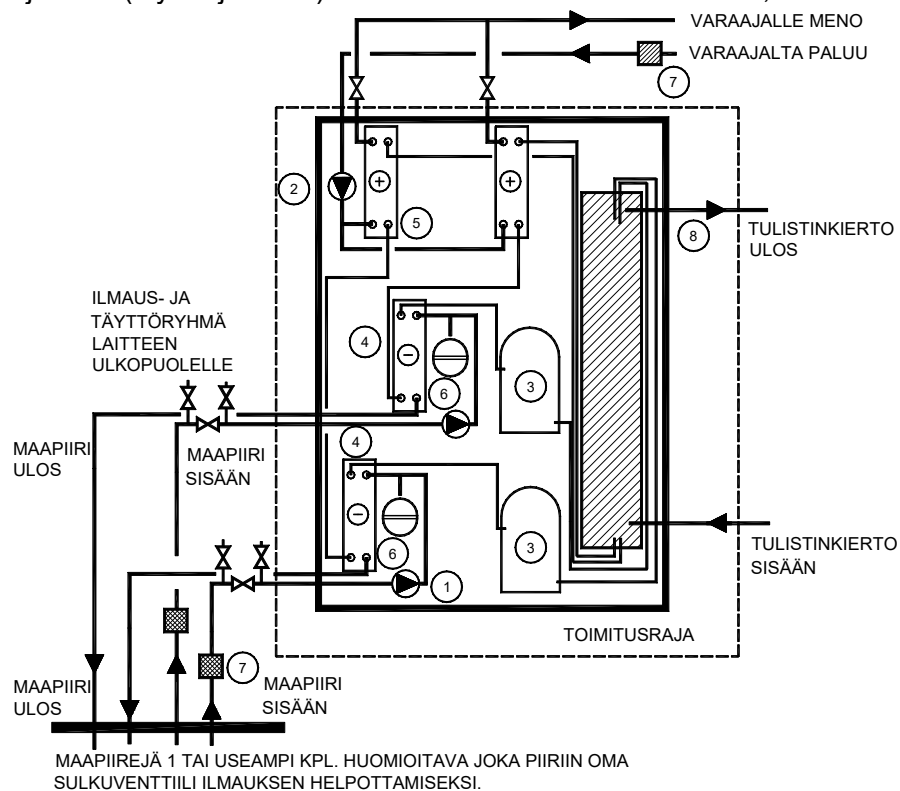 VARAAJALLE MENO
VARAAJALTA PALUU
7
2
5
8
TULISTINKIERTO
ULOS
ILMAUS- JA
TÄYTTÖRYHMÄ
LAITTEEN
ULKOPUOLELLE
4
6
3
MAAPIIRI
ULOS
MAAPIIRI
SISÄÄN
4
6
3
1
TULISTINKIERTO
SISÄÄN
TOIMITUSRAJA
7
MAAPIIRI
ULOS
MAAPIIRI
SISÄÄN
MAAPIIREJÄ 1 TAI USEAMPI KPL. HUOMIOITAVA JOKA PIIRIIN OMA
SULKUVENTTIILI ILMAUKSEN HELPOTTAMISEKSI.